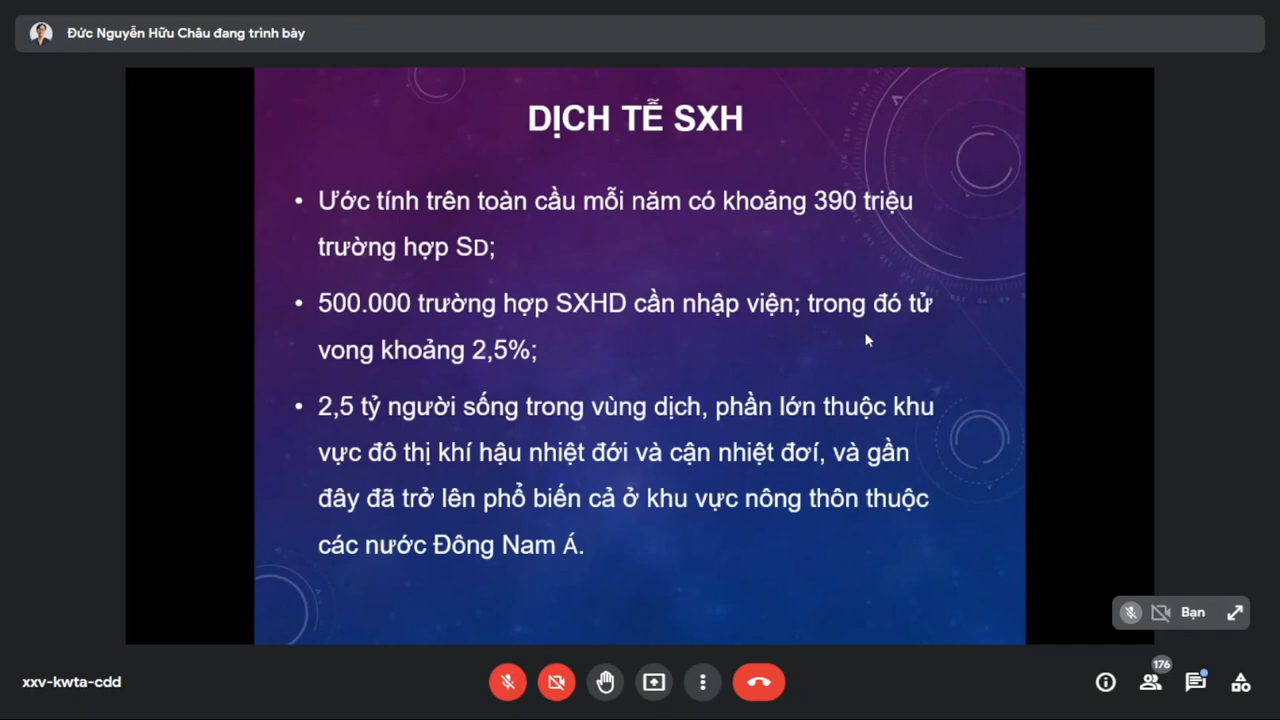 Đức Nguyễn Hữu Châu đang trình bày
DỊCH TỄ SXH
• Ước tính trên toàn cầu mỗi năm có khoảng 390 triệu
trường hợp SD;
• 500.000 trường hợp SXHD cần nhập viện; trong đó tử
vong khoảng 2,5%;
• 2,5 tỷ người sống trong vùng dịch, phần lớn thuộc khu
vực đô thị khí hậu nhiệt đới và cận nhiệt đơí, và gần
đây đã trở lên phổ biến cả ở khu vực nông thôn thuộc
các nước Đông Nam Á.
Bạn
xxv-kwta-cdd
176